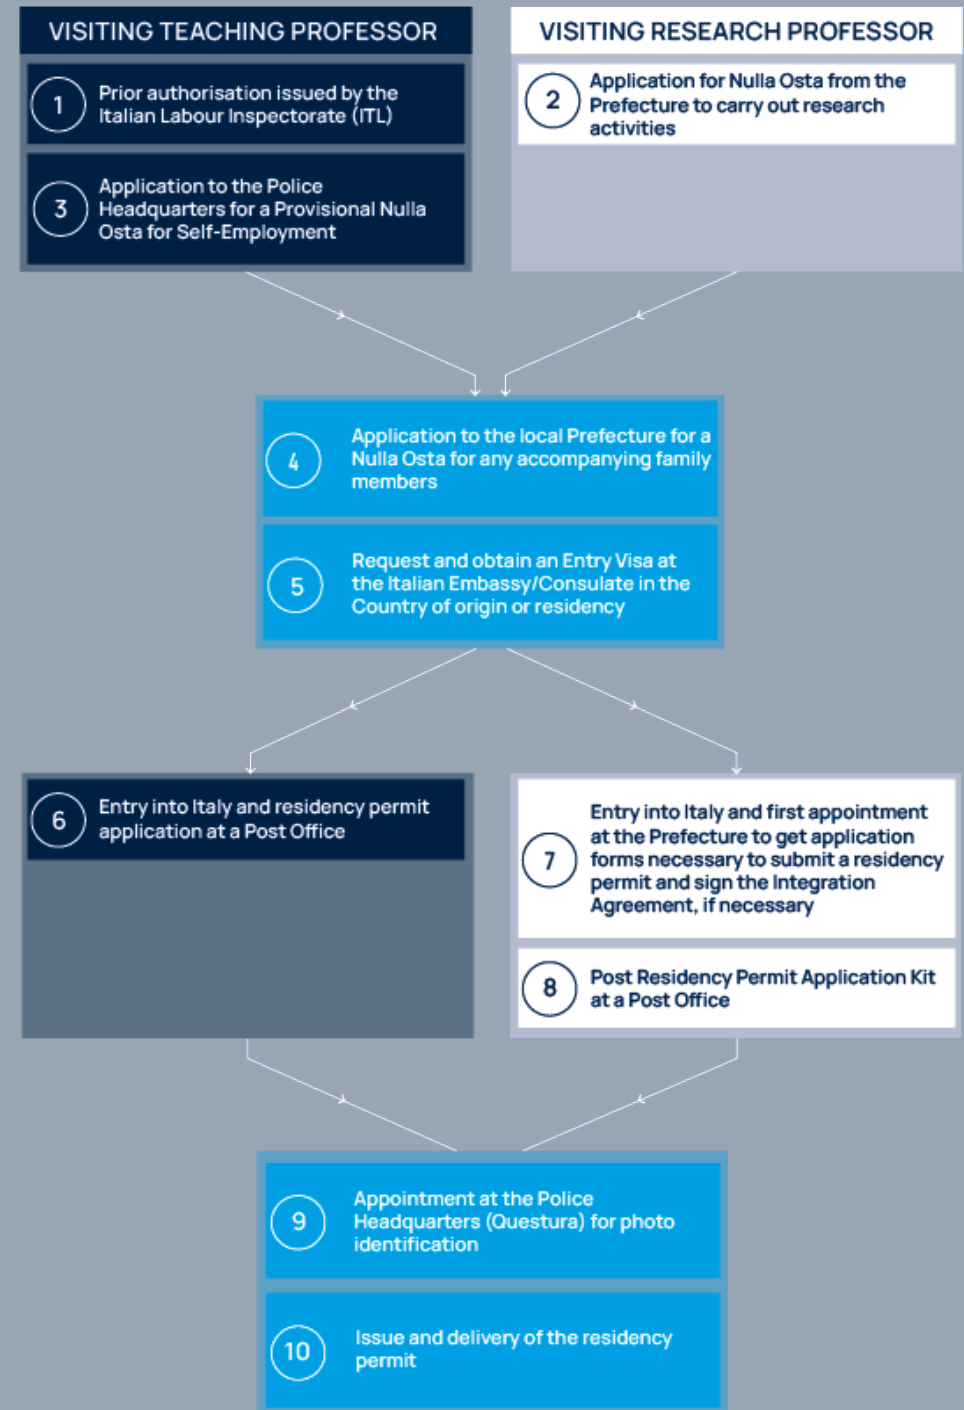 VISITING TEACHING PROFESSOR
1
Prior authorisation issued by the
Italian Labour Inspectorate (ITL)
3
Application to the Police
Headquarters for a Provisional Nulla
Osta for Self-Employment
VISITING RESEARCH PROFESSOR
2
Application for Nulla Osta from the
Prefecture to carry out research
activities
4
Application to the local Prefecture for a
Nulla Osta for any accompanying family
members
5
Request and obtain an Entry Visa at
the Italian Embassy/Consulate in the
Country of origin or residency
6
Entry into Italy and residency permit
application at a Post Office
7
Entry into Italy and first appointment
at the Prefecture to get application
forms necessary to submit a residency
permit and sign the Integration
Agreement, if necessary
8
Post Residency Permit Application Kit
at a Post Office
9
Appointment at the Police
Headquarters (Questura) for photo
identification
10
Issue and delivery of the residency
permit